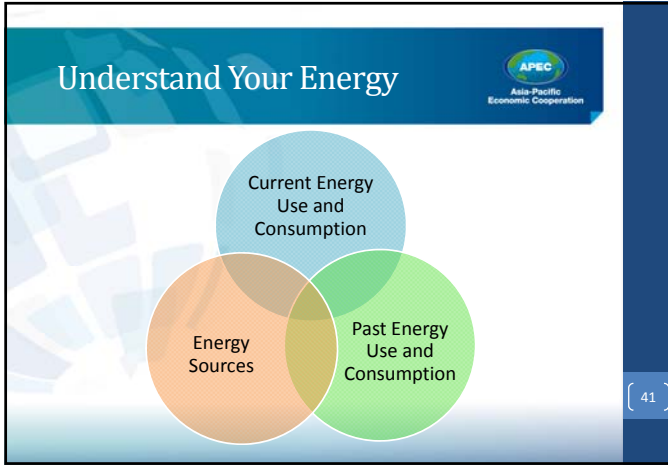 Understand Your Energy
APEC
Asia-Pacific
Economic Cooperation
Current Energy
Use and
Consumption
Energy
Sources
Past Energy
Use and
Consumption
41